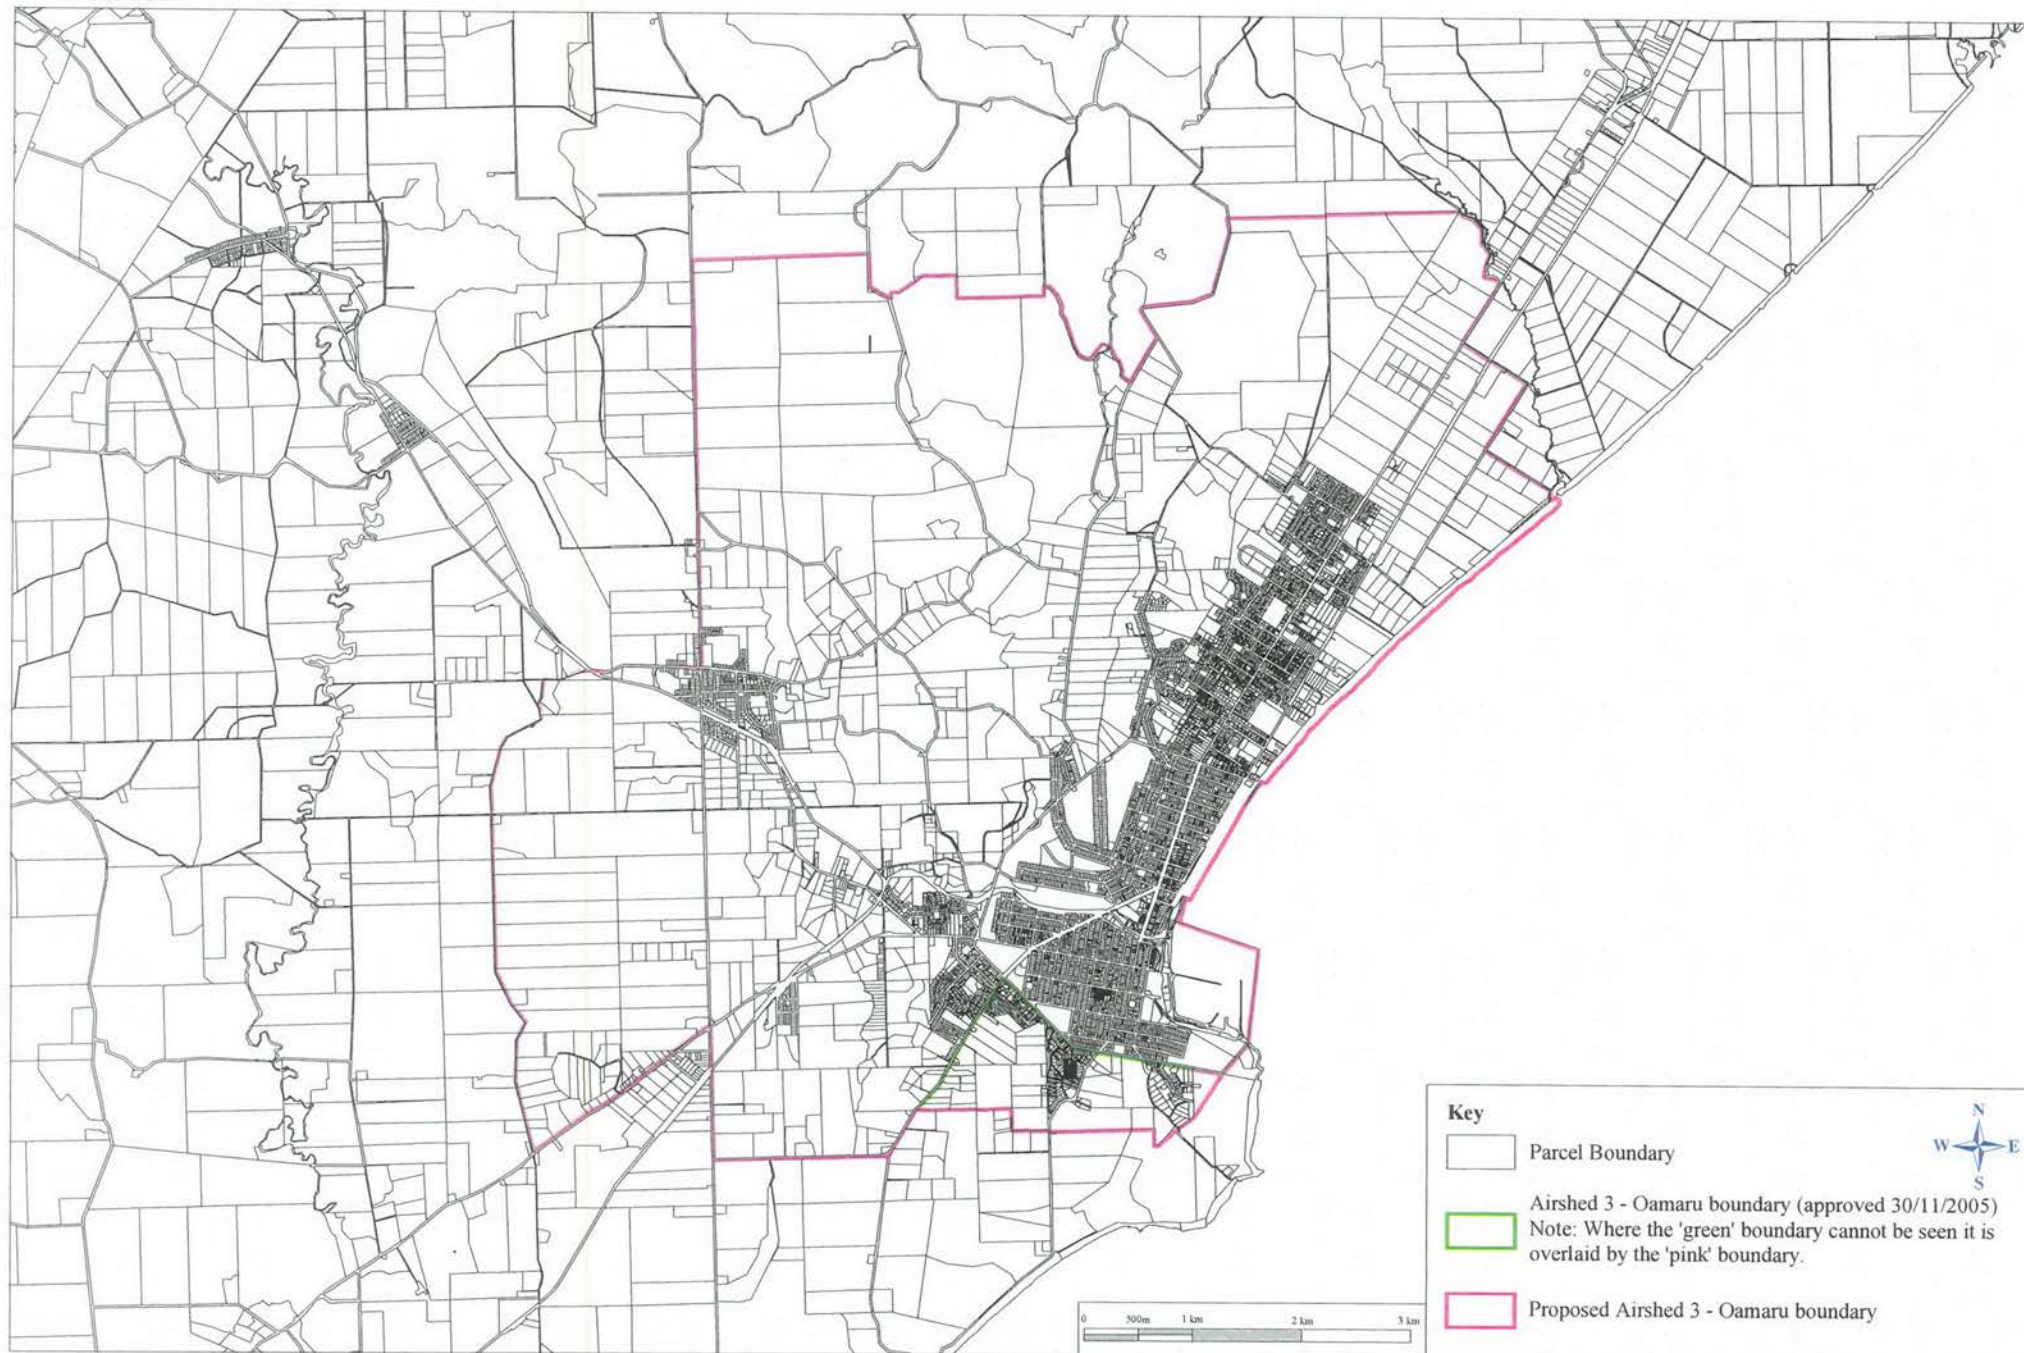 Key
N
W E
S
Parcel Boundary
Airshed 3 - Oamaru boundary (approved 30/11/2005)
Note: Where the 'green' boundary cannot be seen it is
overlaid by the 'pink' boundary.
Proposed Airshed 3 - Oamaru boundary
0 500m 1 km 2 km 3 km